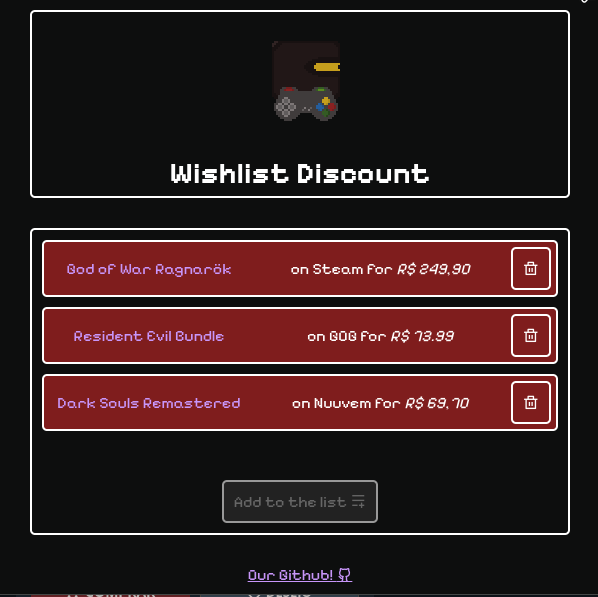 Wishlist Discount
God of War Ragnarök on Steam for R$ 249,90
Resident Evil Bundle on GOG for R$ 73.99
Dark Souls Remastered on Nuuvem for R$ 69,70
Add to the list
Our Github!